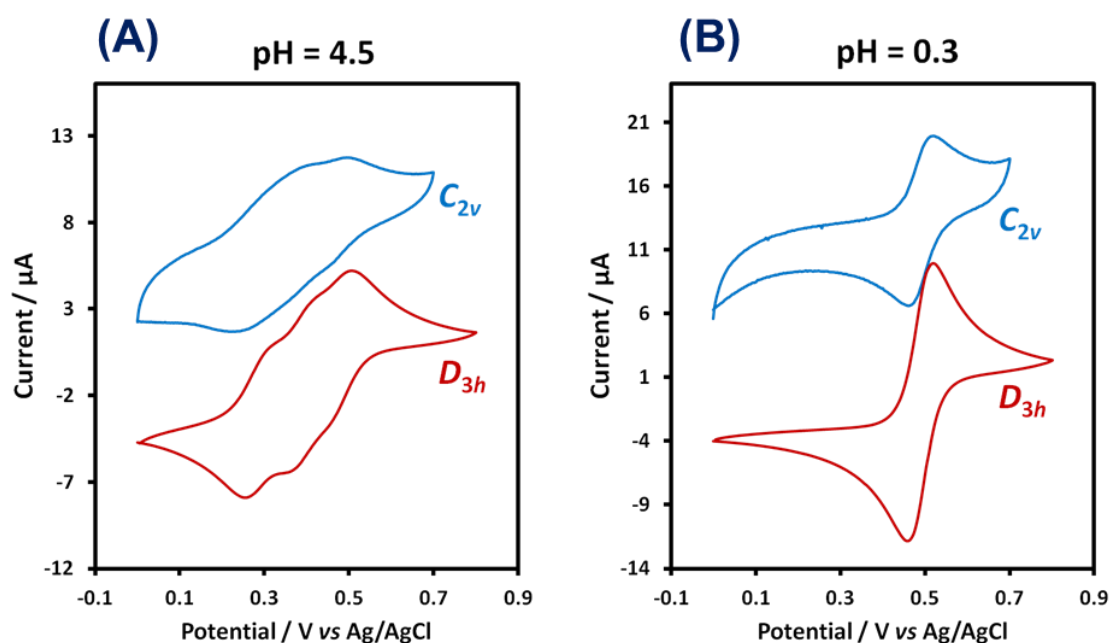 (A)
pH = 4.5
13
8
3
-2
-7
-12
-0.1 0.1 0.3 0.5 0.7 0.9
Current / µA
Potential / V vs Ag/AgCl
C2v
D3h
(B)
pH = 0.3
21
16
11
6
1
-4
-9
-14
-0.1 0.1 0.3 0.5 0.7 0.9
Current / µA
Potential / V vs Ag/AgCl
C2v
D3h